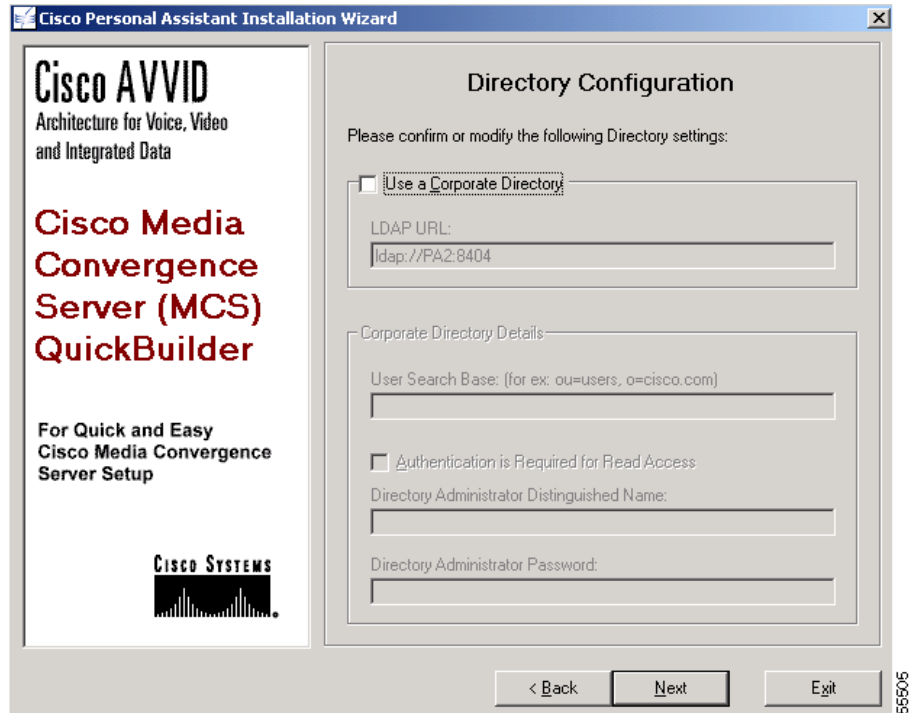 Cisco Personal Assistant Installation Wizard
Cisco AVVID
Architecture for Voice, Video
and Integrated Data
Cisco Media
Convergence
Server (MCS)
QuickBuilder
For Quick and Easy
Cisco Media Convergence
Server Setup
CISCO SYSTEMS
Directory Configuration
Please confirm or modify the following Directory settings:
Use a Corporate Directory
LDAP URL:
ldap://PA2:8404
Corporate Directory Details
User Search Base: (for ex: ou=users, o=cisco.com)
Authentication is Required for Read Access
Directory Administrator Distinguished Name:
Directory Administrator Password:
< Back
Next
Exit
55505